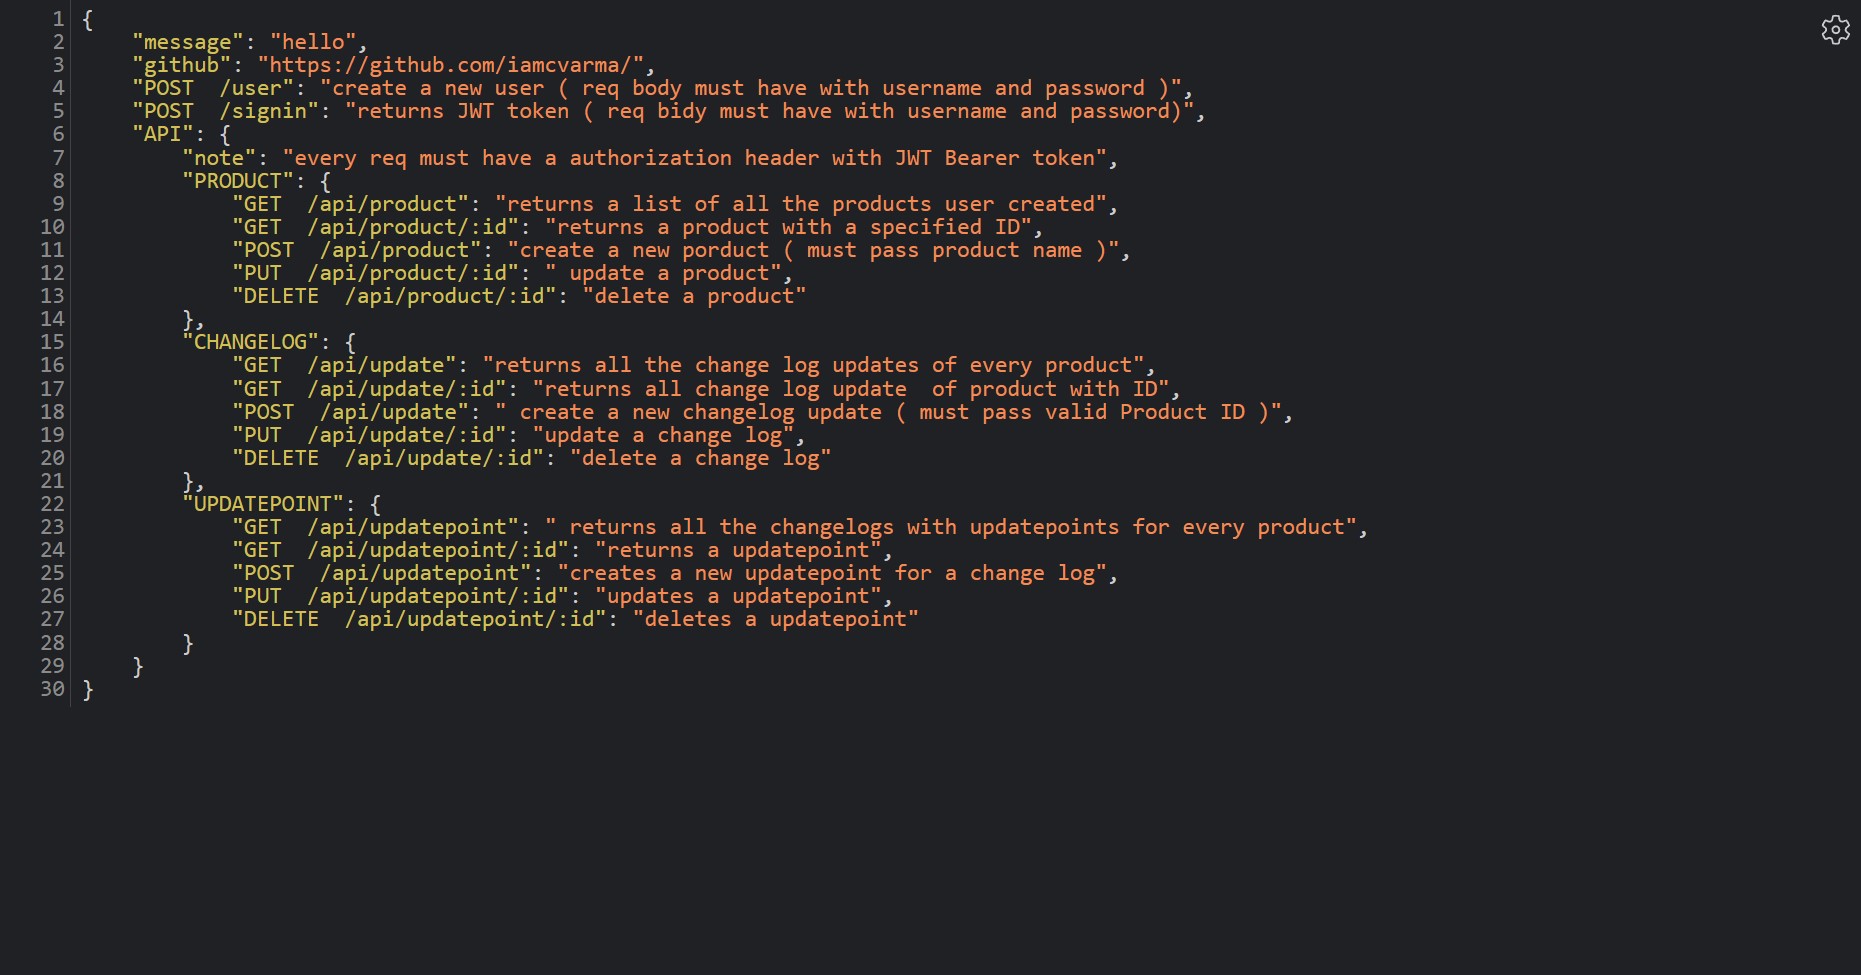 1 {
2     "message": "hello",
3     "github": "https://github.com/iamcvarma/",
4     "POST  /user": "create a new user ( req body must have with username and password )",
5     "POST  /signin": "returns JWT token ( req bidy must have with username and password)",
6     "API": {
7         "note": "every req must have a authorization header with JWT Bearer token",
8         "PRODUCT": {
9             "GET  /api/product": "returns a list of all the products user created",
10             "GET  /api/product/:id": "returns a product with a specified ID",
11             "POST  /api/product": "create a new porduct ( must pass product name )",
12             "PUT  /api/product/:id": " update a product",
13             "DELETE  /api/product/:id": "delete a product"
14         },
15         "CHANGELOG": {
16             "GET  /api/update": "returns all the change log updates of every product",
17             "GET  /api/update/:id": "returns all change log update  of product with ID",
18             "POST  /api/update": " create a new changelog update ( must pass valid Product ID )",
19             "PUT  /api/update/:id": "update a change log",
20             "DELETE  /api/update/:id": "delete a change log"
21         },
22         "UPDATEPOINT": {
23             "GET  /api/updatepoint": " returns all the changelogs with updatepoints for every product",
24             "GET  /api/updatepoint/:id": "returns a updatepoint",
25             "POST  /api/updatepoint": "creates a new updatepoint for a change log",
26             "PUT  /api/updatepoint/:id": "updates a updatepoint",
27             "DELETE  /api/updatepoint/:id": "deletes a updatepoint"
28         }
29     }
30 }